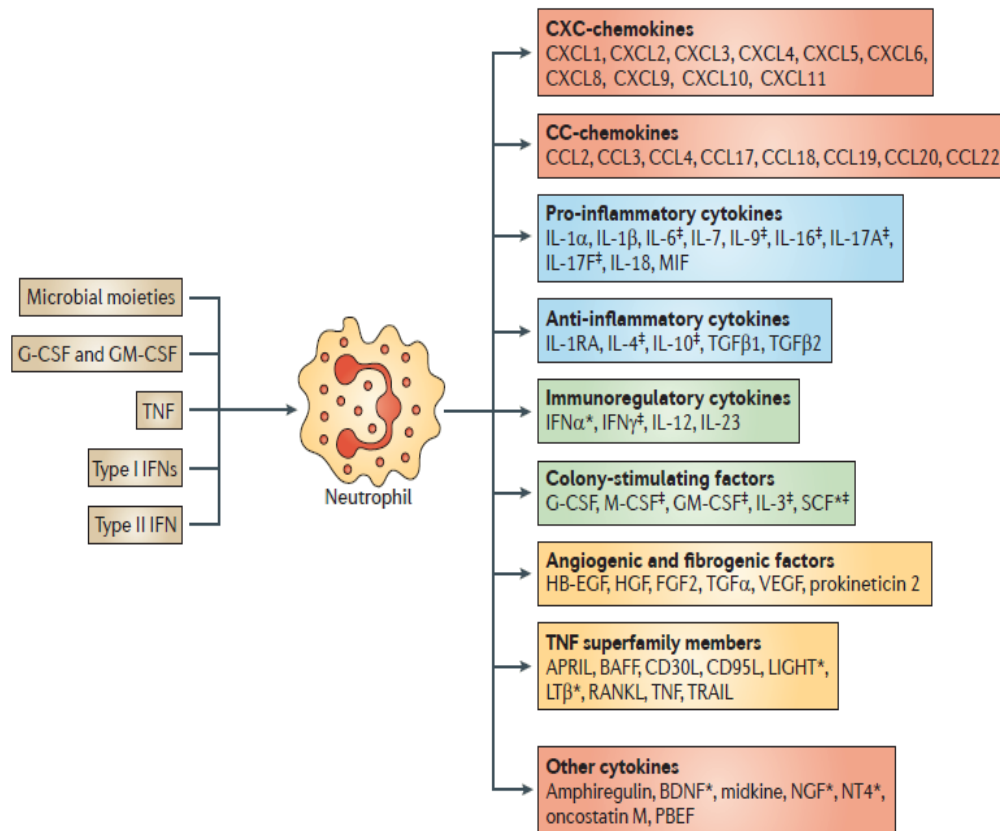 Microbial moieties
G-CSF and GM-CSF
TNF
Type I IFNs
Type II IFN
Neutrophil
CXC-chemokines
CXCL1, CXCL2, CXCL3, CXCL4, CXCL5, CXCL6,
CXCL8, CXCL9, CXCL10, CXCL11
CC-chemokines
CCL2, CCL3, CCL4, CCL17, CCL18, CCL19, CCL20, CCL22
Pro-inflammatory cytokines
IL-1α, IL-1β, IL-6‡, IL-7, IL-9‡, IL-16‡, IL-17A‡,
IL-17F‡, IL-18, MIF
Anti-inflammatory cytokines
IL-1RA, IL-4‡, IL-10‡, TGFβ1, TGFβ2
Immunoregulatory cytokines
IFNα*, IFNγ‡, IL-12, IL-23
Colony-stimulating factors
G-CSF, M-CSF‡, GM-CSF‡, IL-3‡, SCF*‡
Angiogenic and fibrogenic factors
HB-EGF, HGF, FGF2, TGFα, VEGF, prokineticin 2
TNF superfamily members
APRIL, BAFF, CD30L, CD95L, LIGHT*,
LTβ*, RANKL, TNF, TRAIL
Other cytokines
Amphiregulin, BDNF*, midkine, NGF*, NT4*,
oncostatin M, PBEF